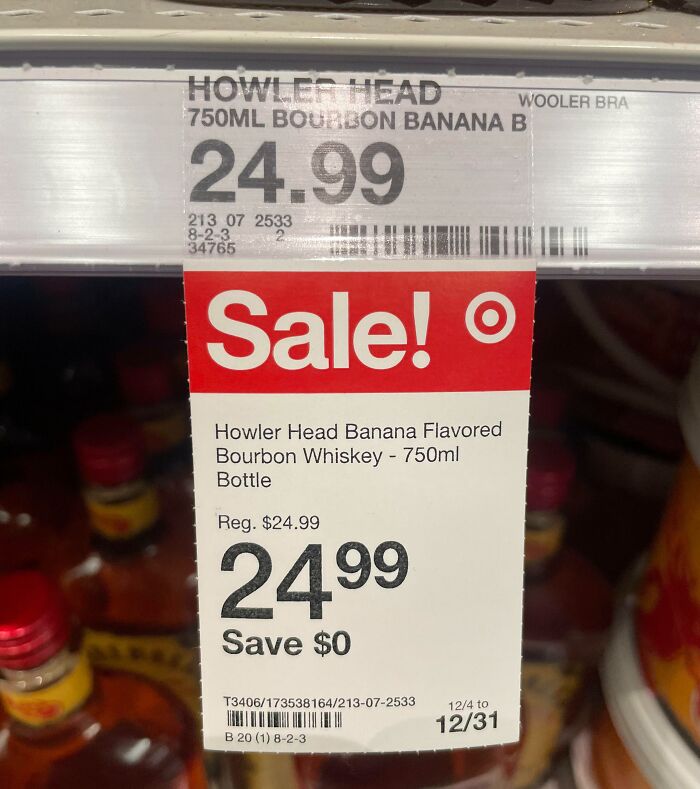 HOWLER HEAD
WOOLER BRA
750ML BOURBON BANANA B
24.99
213 07 2533
8-2-3 2
34765
Sale!
Howler Head Banana Flavored
Bourbon Whiskey - 750ml
Bottle
Reg. $24.99
24 99
Save $0
T3406/173538164/213-07-2533
12/4 to
12/31
B 20 (1) 8-2-3